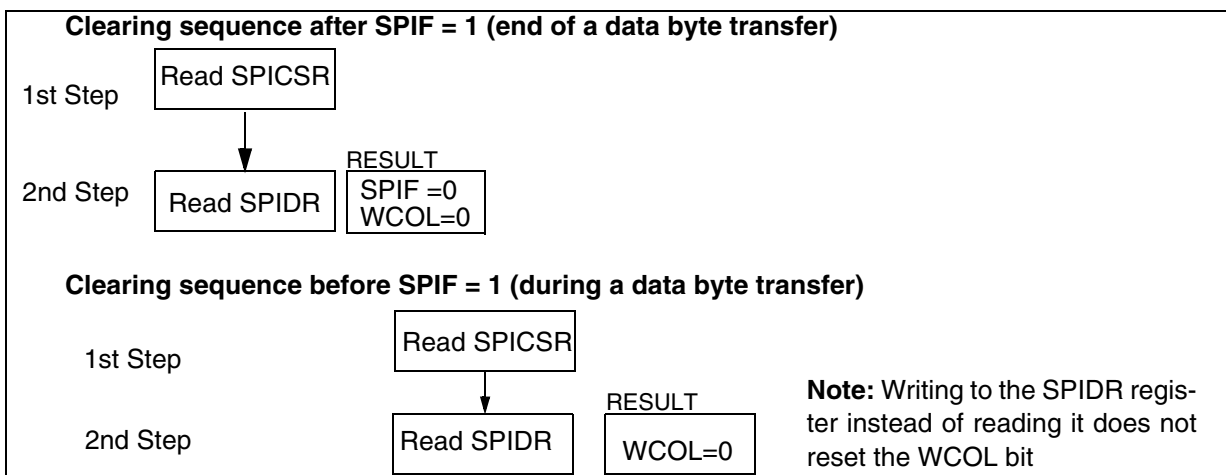 Clearing sequence after SPIF = 1 (end of a data byte transfer)
1st Step
Read SPICSR
2nd Step
Read SPIDR
RESULT
SPIF =0
WCOL=0
Clearing sequence before SPIF = 1 (during a data byte transfer)
1st Step
Read SPICSR
2nd Step
Read SPIDR
RESULT
WCOL=0
Note: Writing to the SPIDR regis-
ter instead of reading it does not
reset the WCOL bit